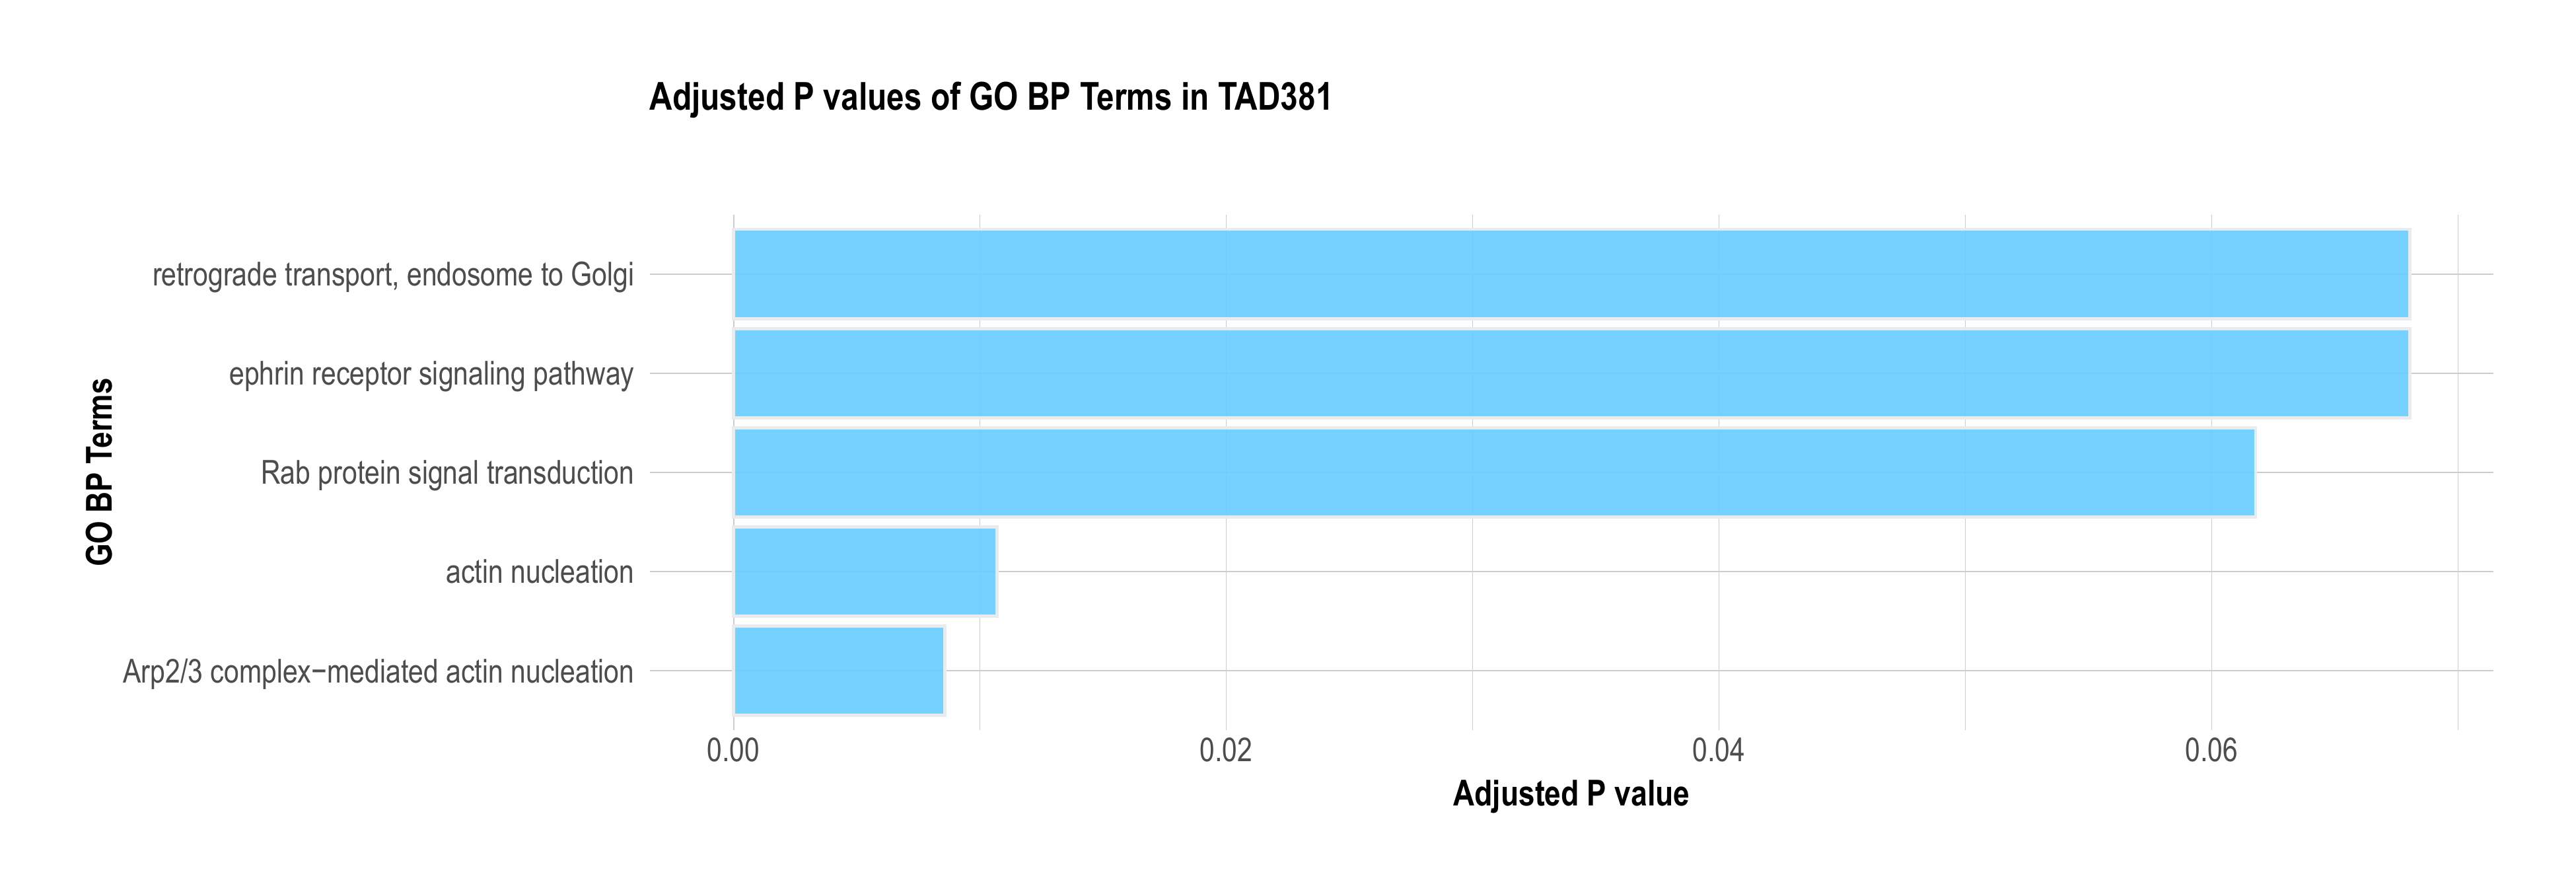 Adjusted P values of GO BP Terms in TAD381
GO BP Terms
retrograde transport, endosome to Golgi
ephrin receptor signaling pathway
Rab protein signal transduction
actin nucleation
Arp2/3 complex−mediated actin nucleation
0.00 0.02 0.04 0.06
Adjusted P value